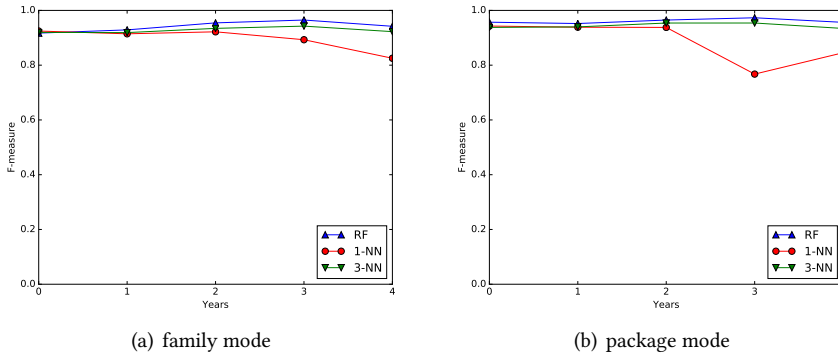 1.0
0.8
0.6
0.4
0.2
0.0
F-measure
0 1 2 3 4
Years
RF
1-NN
3-NN
(a) family mode
1.0
0.8
0.6
0.4
0.2
0.0
F-measure
0 1 2 3
Years
RF
1-NN
3-NN
(b) package mode